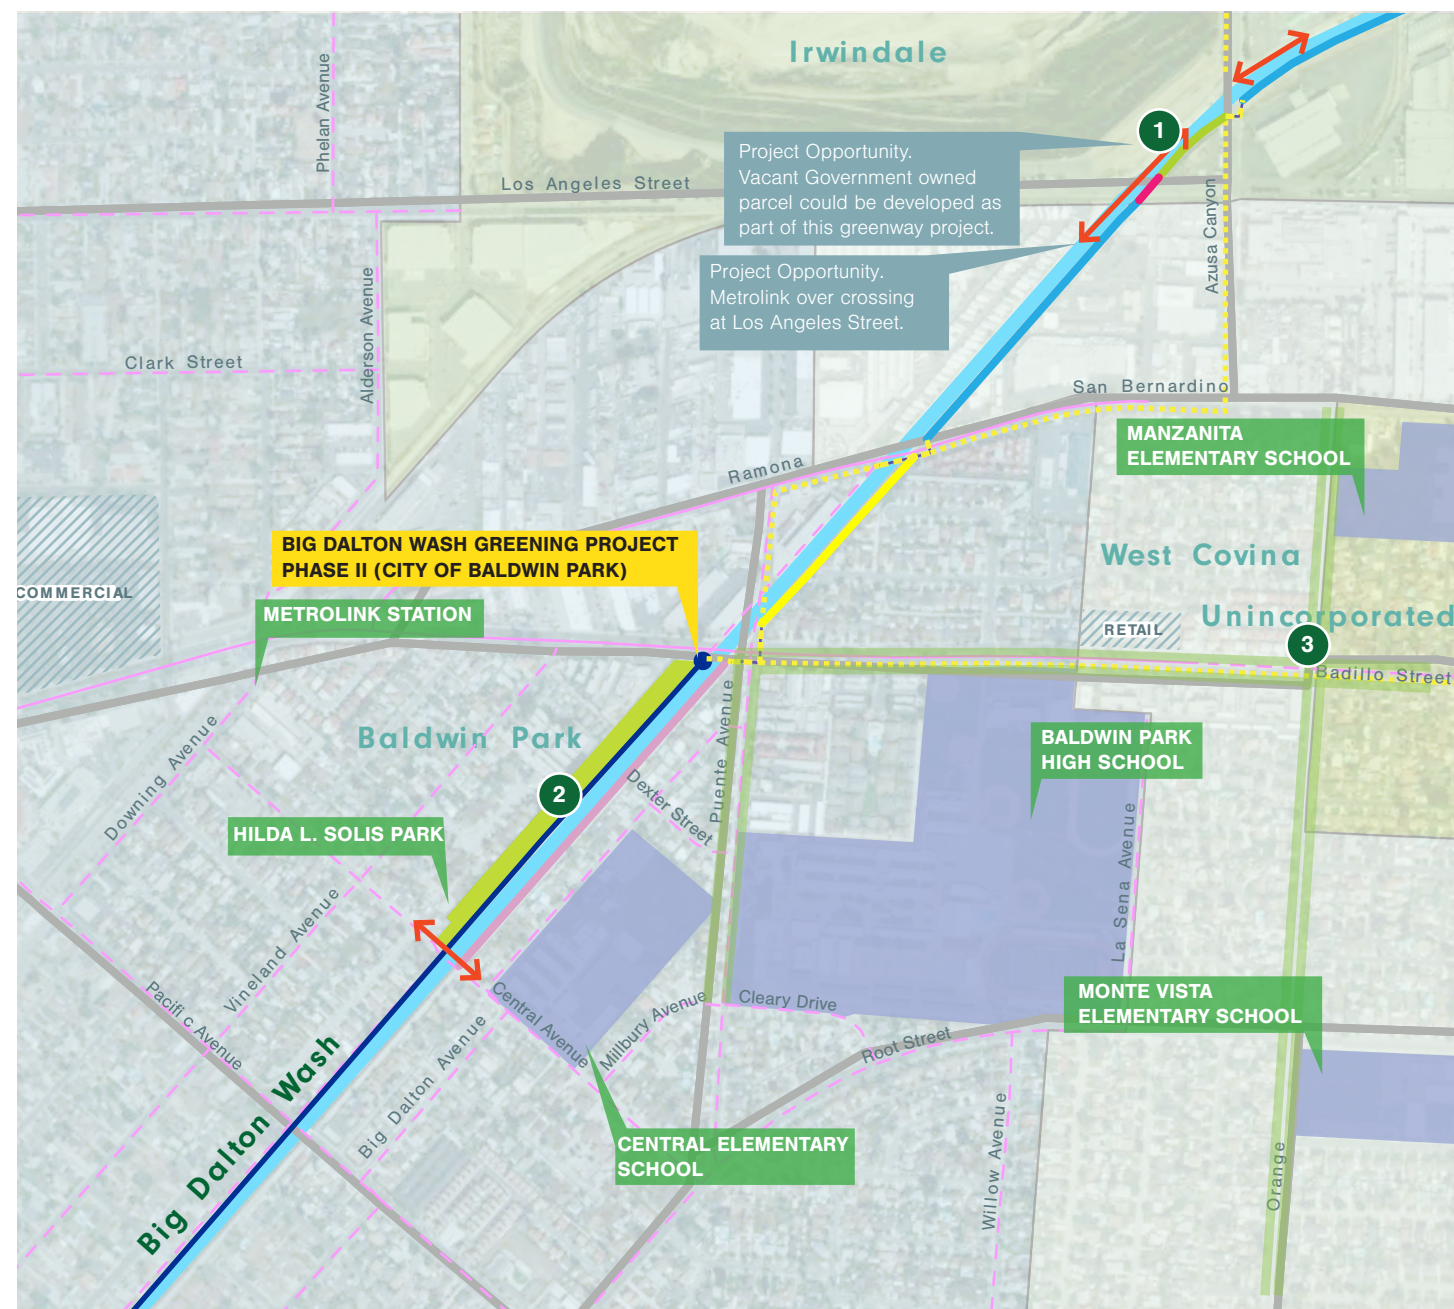 Irwindale
Phelan Avenue
1
Project Opportunity.
Vacant Government owned
parcel could be developed as
part of this greenway project.
Los Angeles Street
Azusa Canyon
Project Opportunity.
Metrolink over crossing
at Los Angeles Street.
Alderson Avenue
Clark Street
San Bernardino
MANZANITA
ELEMENTARY SCHOOL
Ramona
BIG DALTON WASH GREENING PROJECT
PHASE II (CITY OF BALDWIN PARK)
West Covina
COMMERCIAL
METROLINK STATION
Unincorporated
RETAIL
3
Badillo Street
Baldwin Park
Downing Avenue
Puente Avenue
BALDWIN PARK
HIGH SCHOOL
2
Dexter Street
HILDA L. SOLIS PARK
La Sena Avenue
Vineland Avenue
Pacifi c Avenue
Central Avenue
Millbury Avenue
Cleary Drive
MONTE VISTA
ELEMENTARY SCHOOL
Root Street
Big Dalton Avenue
Big Dalton Wash
CENTRAL ELEMENTARY
SCHOOL
Willow Avenue
Orange